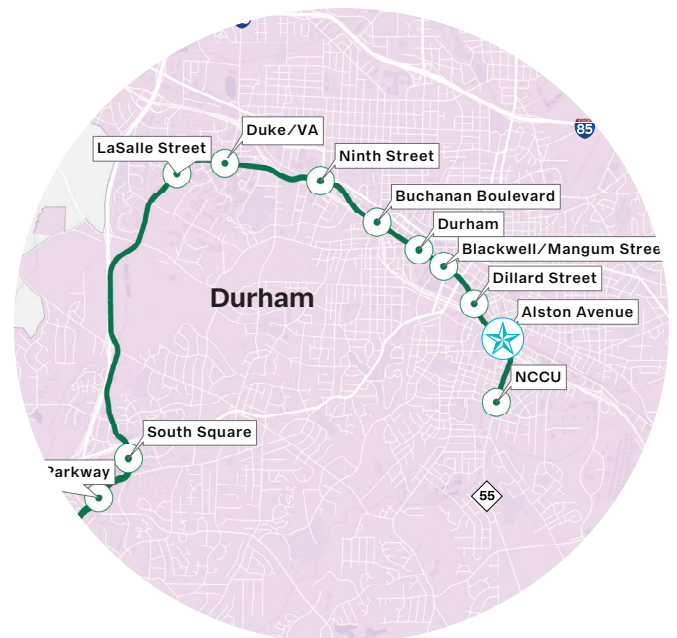 85
Duke/VA
LaSalle Street
Ninth Street
Buchanan Boulevard
Durham
Blackwell/Mangum Stree
Dillard Street
Durham
Alston Avenue
NCCU
South Square
Parkway
55